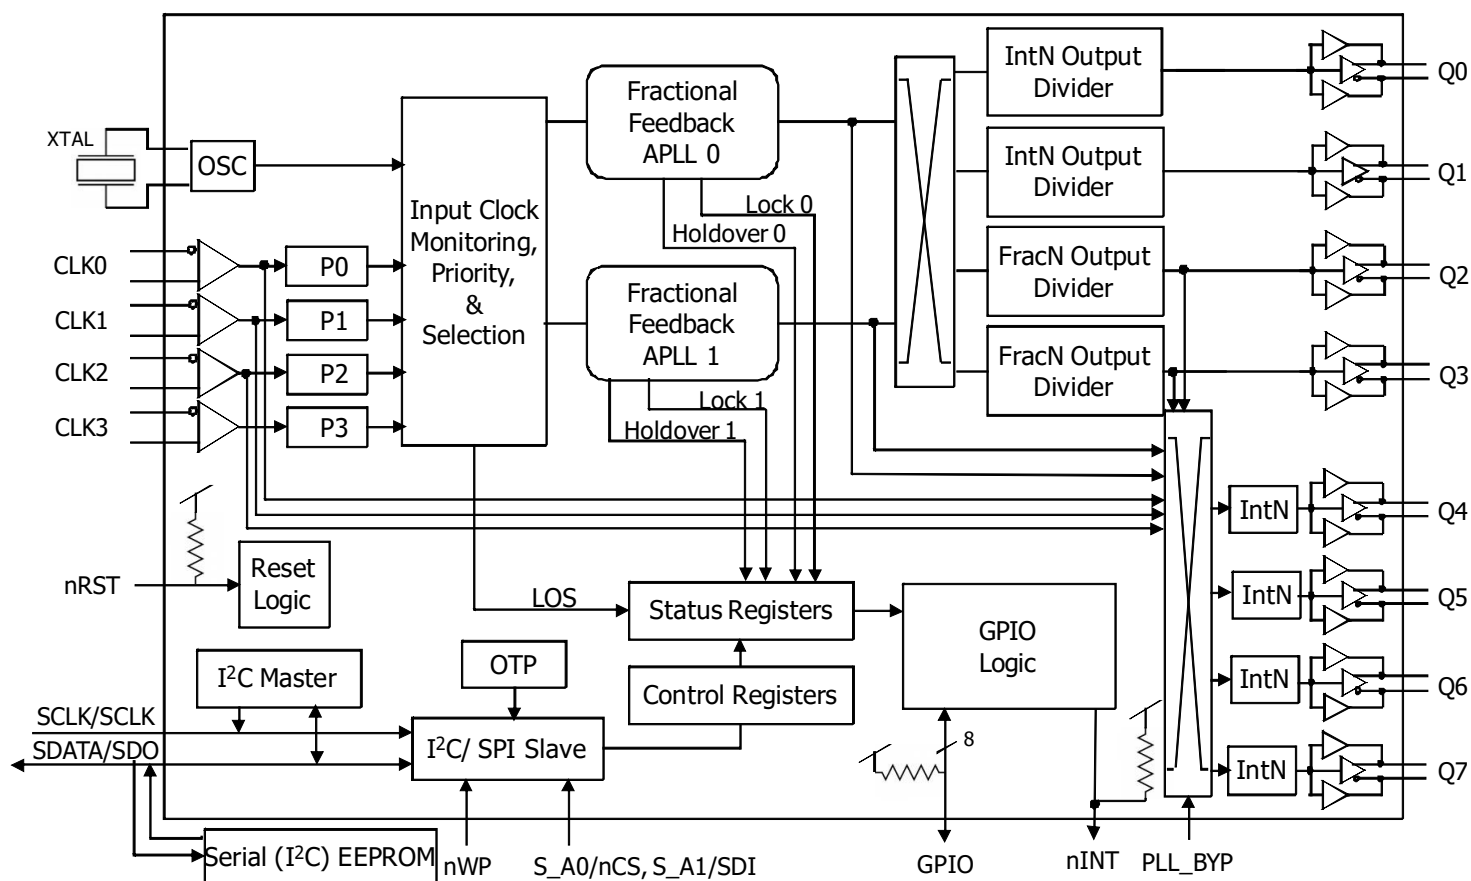 XTAL
OSC
CLK0
CLK1
CLK2
CLK3
P0
P1
P2
P3
Input Clock
Monitoring,
Priority,
&
Selection
Fractional
Feedback
APLL 0
Lock 0
Holdover 0
Fractional
Feedback
APLL 1
Lock 1
Holdover 1
IntN Output
Divider
IntN Output
Divider
FracN Output
Divider
FracN Output
Divider
Q0
Q1
Q2
Q3
IntN
Q4
IntN
Q5
IntN
Q6
IntN
Q7
nRST
Reset
Logic
LOS
Status Registers
GPIO
Logic
OTP
Control Registers
I²C Master
SCLK/SCLK
SDATA/SDO
I²C/ SPI Slave
8
Serial (I²C) EEPROM
nWP
S_A0/nCS, S_A1/SDI
GPIO
nINT
PLL_BYP